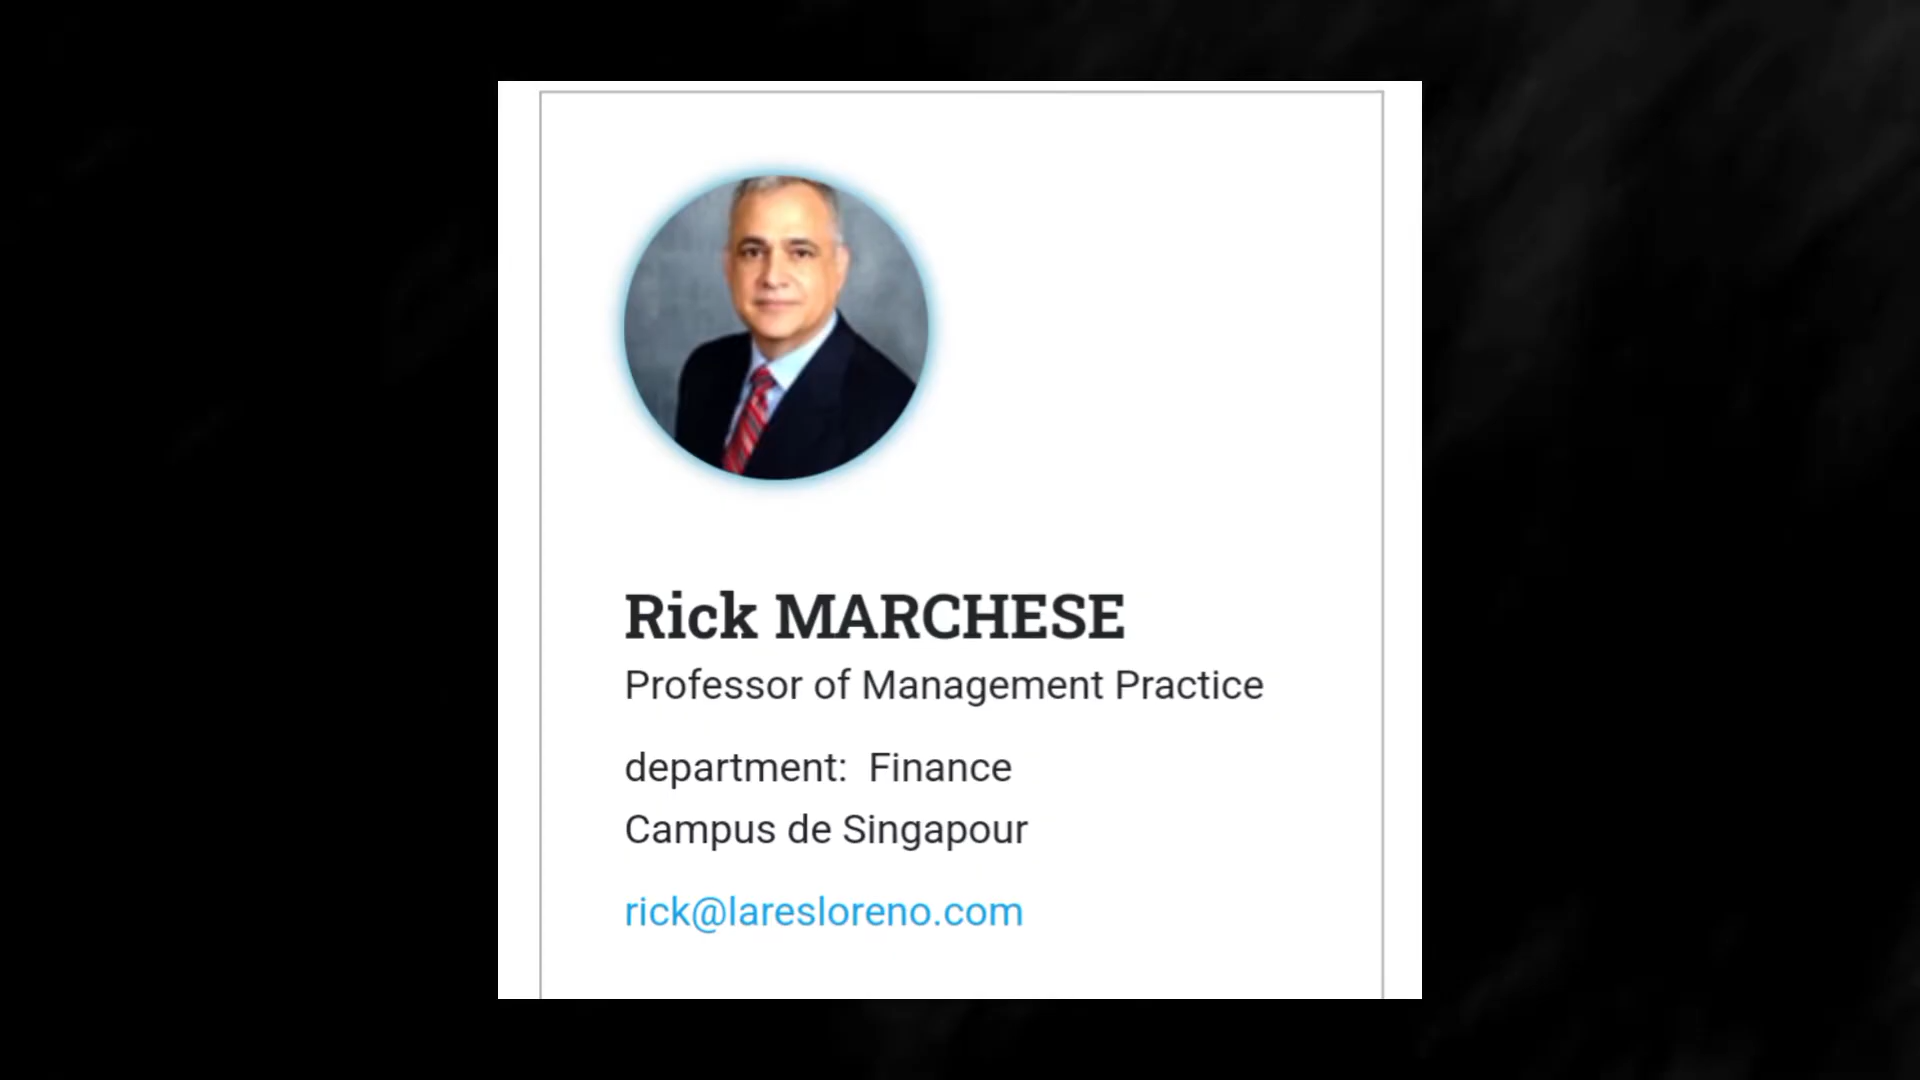 Rick MARCHESE
Professor of Management Practice
department: Finance
Campus de Singapour
rick@laresloreno.com